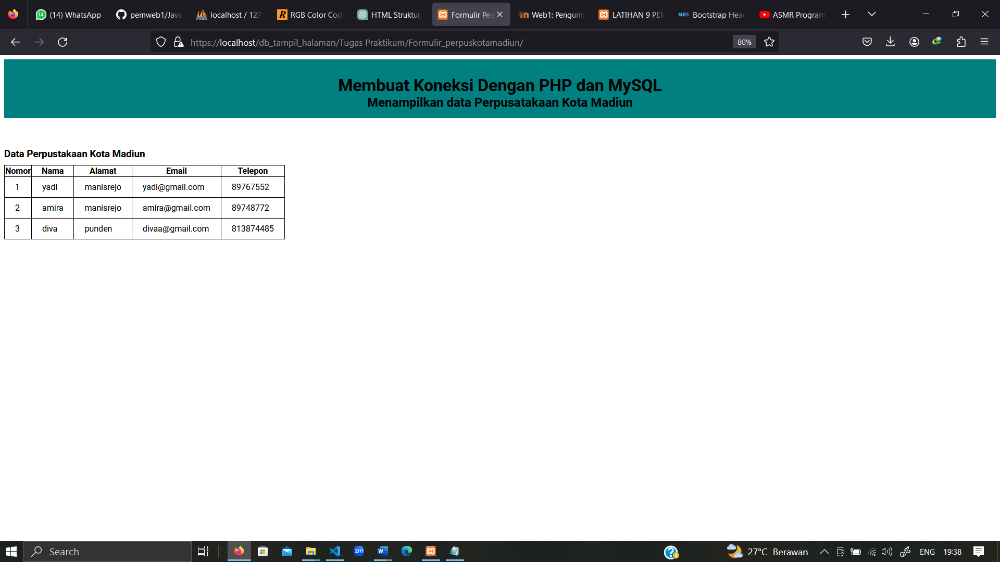 (14) WhatsApp
pemweb1/Java
localhost / 127.
RGB Color Code
HTML Struktur,
Formulir Per
Web1: Pengump
LATIHAN 9 PEM
Bootstrap Head
ASMR Program
https://localhost/db_tampil_halaman/Tugas Praktikum/Formulir_perpuskotamadiun/
80%
Membuat Koneksi Dengan PHP dan MySQL
Menampilkan data Perpusatakaan Kota Madiun
Data Perpustakaan Kota Madiun
Nomor Nama Alamat Email Telepon
1 yadi manisrejo yadi@gmail.com 89767552
2 amira manisrejo amira@gmail.com 89748772
3 diva punden divaa@gmail.com 813874485
Search
27°C Berawan
ENG
19:38